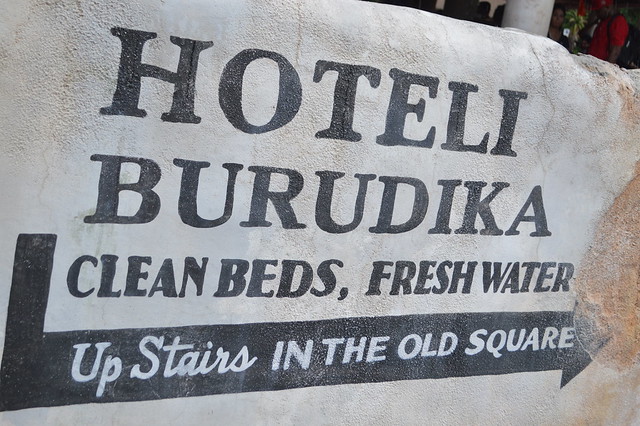 HOTELI
BURUDIKA
CLEAN BEDS, FRESH WATER
Up Stairs IN THE OLD SQUARE